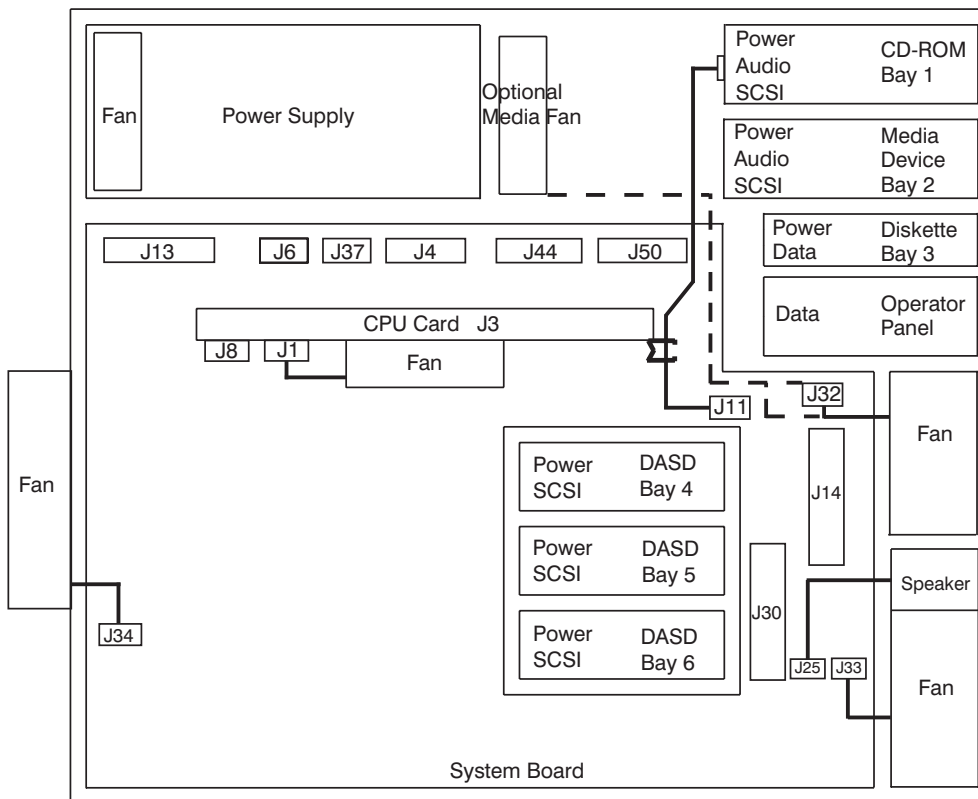 Fan
Power Supply
Optional
Media Fan
Power
Audio
SCSI
CD-ROM
Bay 1
Power
Audio
SCSI
Media
Device
Bay 2
Power
Data
Diskette
Bay 3
Data
Operator
Panel
J13
J6
J37
J4
J44
J50
CPU Card J3
J8
J1
Fan
J11
J32
Fan
Fan
Power
SCSI
DASD
Bay 4
J14
Power
SCSI
DASD
Bay 5
Speaker
J30
Power
SCSI
DASD
Bay 6
J34
J25
J33
Fan
System Board